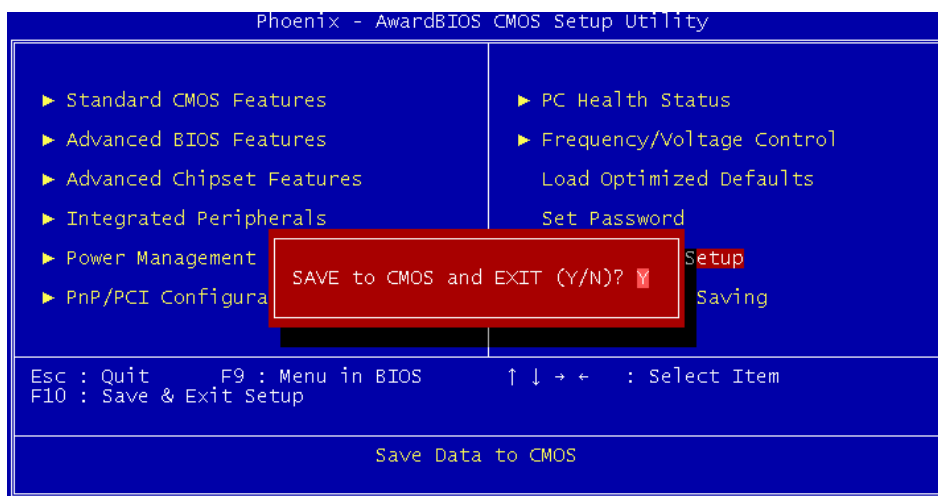 Phoenix - AwardBIOS CMOS Setup Utility
► Standard CMOS Features
► Advanced BIOS Features
► Advanced Chipset Features
► Integrated Peripherals
► Power Management
► PnP/PCI Configura
► PC Health Status
► Frequency/Voltage Control
Load Optimized Defaults
Set Password
Setup
Saving
SAVE to CMOS and EXIT (Y/N)? Y
Esc : Quit F9 : Menu in BIOS ↑ ↓ → ← : Select Item
F10 : Save & Exit Setup
Save Data to CMOS